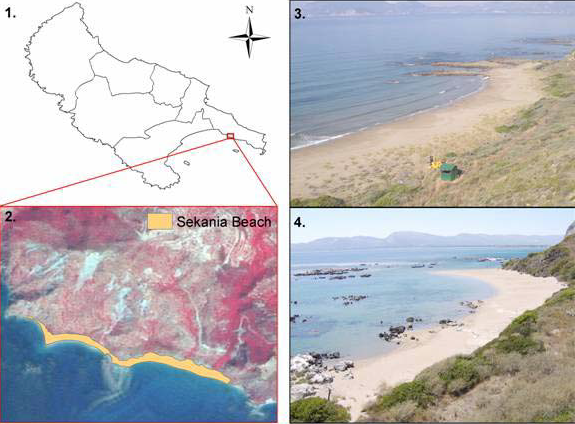 1.
N
3.
2.
Sekania Beach
4.